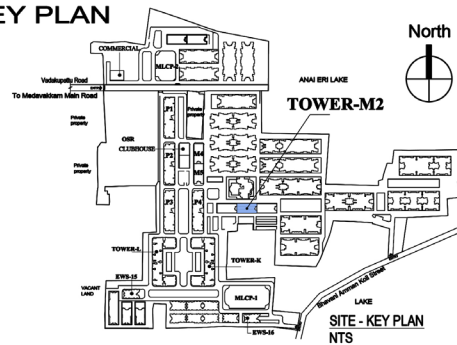 EY PLAN
North
COMMERCIAL
MLCP-2
Vadakupattu Road
To Medavakkam Main Road
ANAI ERI LAKE
TOWER-M2
Private
property
P1
Private
property
OSR
CLUBHOUSE
P2
M4
M5
Private
property
P3
P4
TOWER-L
TOWER-K
EWS-15
VACANT
LAND
MLCP-1
EWS-16
Bhavani Amman Koil Street
LAKE
SITE - KEY PLAN
NTS